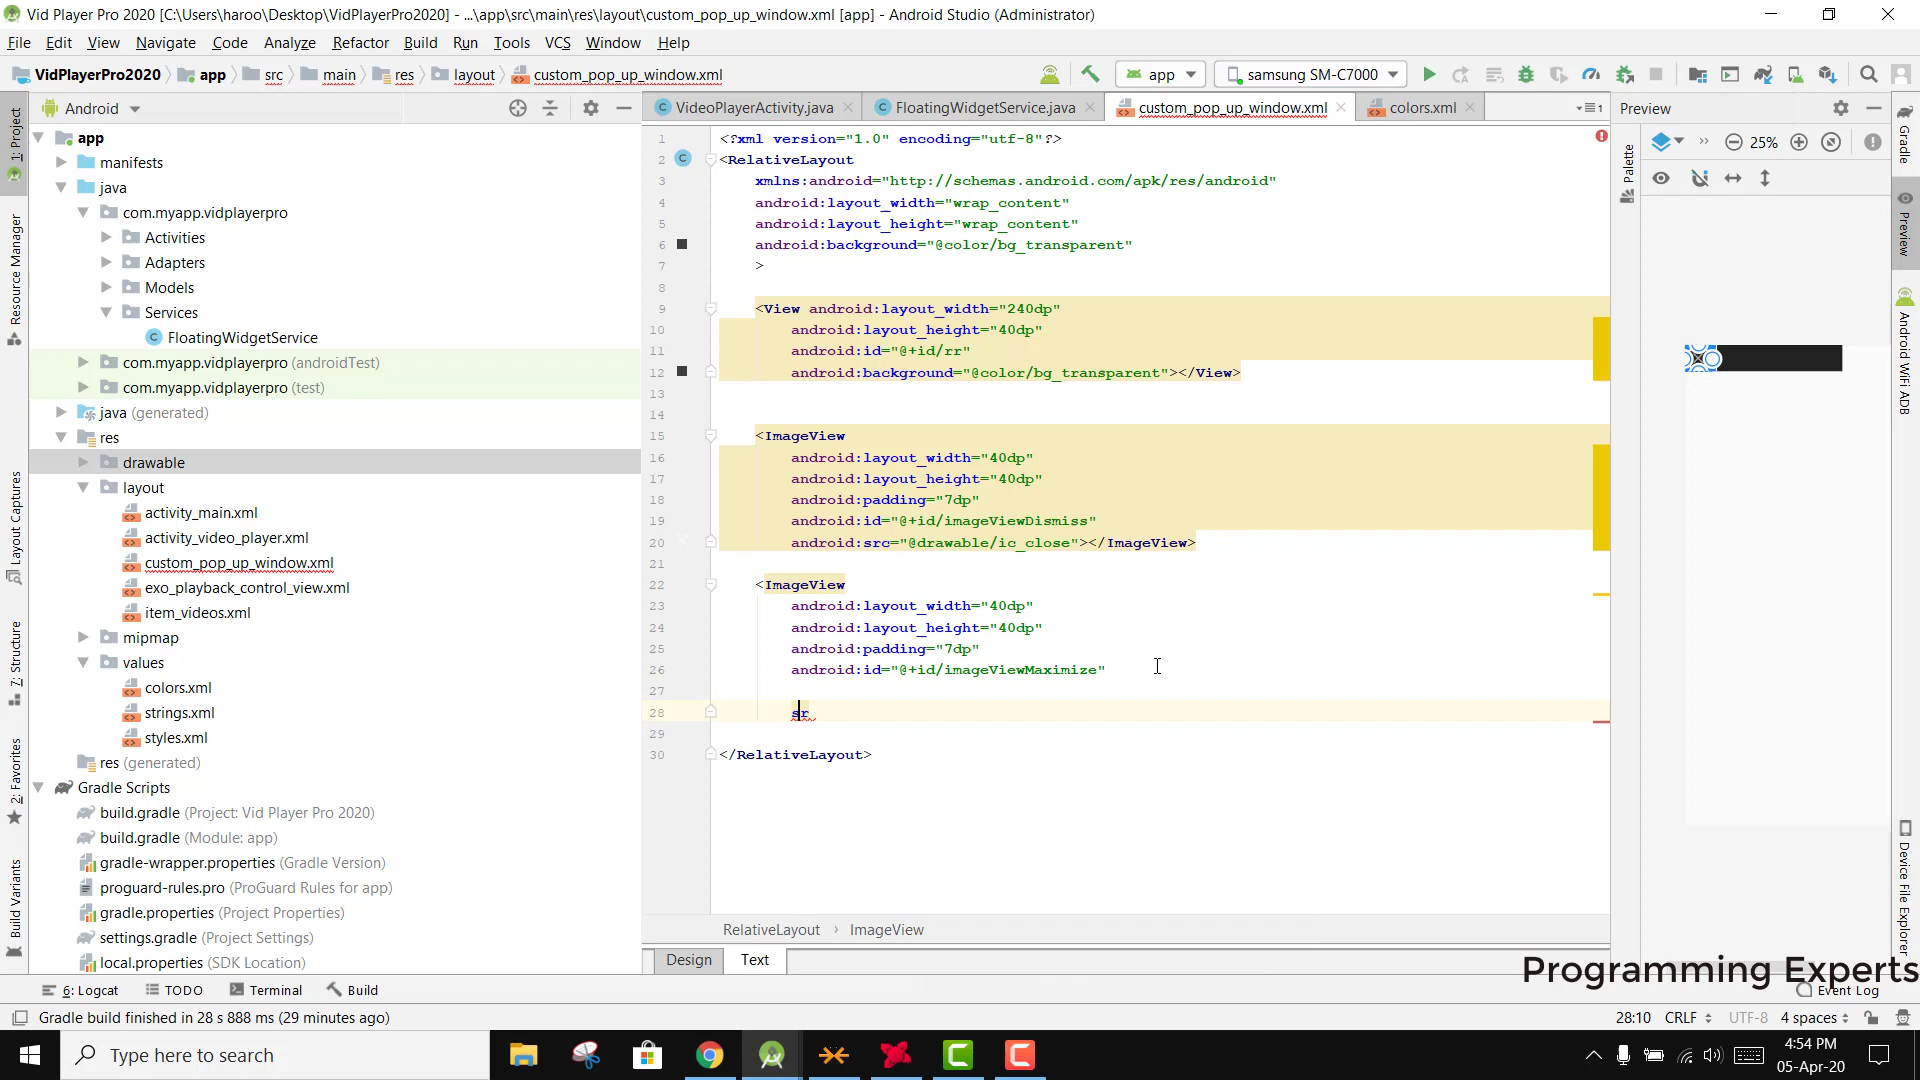 Vid Player Pro 2020 [C:\Users\haroo\Desktop\VidPlayerPro2020] - ...\app\src\main\res\layout\custom_pop_up_window.xml [app] - Android Studio (Administrator)
File Edit View Navigate Code Analyze Refactor Build Run Tools VCS Window Help
VidPlayerPro2020 app src main res layout custom_pop_up_window.xml app samsung SM-C7000
Android VideoPlayerActivity.java FloatingWidgetService.java custom_pop_up_window.xml colors.xml 1 Preview
1: Project
Resource Manager
Layout Captures
7: Structure
2: Favorites
Build Variants
app
manifests
java
com.myapp.vidplayerpro
Activities
Adapters
Models
Services
FloatingWidgetService
com.myapp.vidplayerpro (androidTest)
com.myapp.vidplayerpro (test)
java (generated)
res
drawable
layout
activity_main.xml
activity_video_player.xml
custom_pop_up_window.xml
exo_playback_control_view.xml
item_videos.xml
mipmap
values
colors.xml
strings.xml
styles.xml
res (generated)
Gradle Scripts
build.gradle (Project: Vid Player Pro 2020)
build.gradle (Module: app)
gradle-wrapper.properties (Gradle Version)
proguard-rules.pro (ProGuard Rules for app)
gradle.properties (Project Properties)
settings.gradle (Project Settings)
local.properties (SDK Location)
1 <?xml version="1.0" encoding="utf-8"?>
2 <RelativeLayout
3 xmlns:android="http://schemas.android.com/apk/res/android"
4 android:layout_width="wrap_content"
5 android:layout_height="wrap_content"
6 android:background="@color/bg_transparent"
7 >
8
9 <View android:layout_width="240dp"
10 android:layout_height="40dp"
11 android:id="@+id/rr"
12 android:background="@color/bg_transparent"></View>
13
14
15 <ImageView
16 android:layout_width="40dp"
17 android:layout_height="40dp"
18 android:padding="7dp"
19 android:id="@+id/imageViewDismiss"
20 android:src="@drawable/ic_close"></ImageView>
21
22 <ImageView
23 android:layout_width="40dp"
24 android:layout_height="40dp"
25 android:padding="7dp"
26 android:id="@+id/imageViewMaximize"
27
28 sr
29
30 </RelativeLayout>
RelativeLayout › ImageView
Design Text
Palette
25%
Gradle
Preview
Android WiFi ADB
Device File Explorer
Programming Experts
6: Logcat TODO Terminal Build Event Log
Gradle build finished in 28 s 888 ms (29 minutes ago) 28:10 CRLF UTF-8 4 spaces
Type here to search
4:54 PM
05-Apr-20